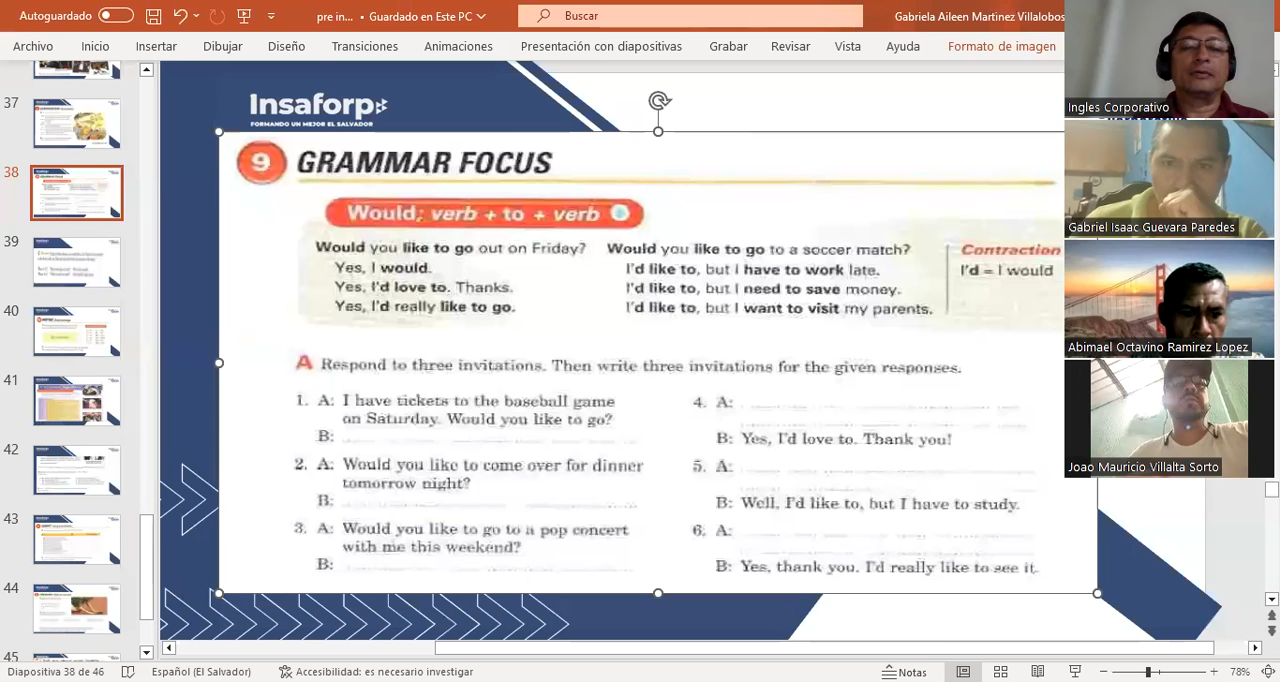 Autoguardado
pre in... • Guardado en Este PC
Buscar
Gabriela Aileen Martinez Villalobos
Archivo Inicio Insertar Dibujar Diseño Transiciones Animaciones Presentación con diapositivas Grabar Revisar Vista Ayuda Formato de imagen
37
38
39
40
41
42
43
44
45
Insaforp
FORMANDO UN MEJOR EL SALVADOR
9 GRAMMAR FOCUS
Would; verb + to + verb
Would you like to go out on Friday?
Yes, I would.
Yes, I'd love to. Thanks.
Yes, I'd really like to go.
Would you like to go to a soccer match?
I'd like to, but I have to work late.
I'd like to, but I need to save money.
I'd like to, but I want to visit my parents.
Contraction
I'd = I would
A Respond to three invitations. Then write three invitations for the given responses.
1. A: I have tickets to the baseball game
on Saturday. Would you like to go?
B:
2. A: Would you like to come over for dinner
tomorrow night?
B:
3. A: Would you like to go to a pop concert
with me this weekend?
B:
4. A:
B: Yes, I'd love to. Thank you!
5. A:
B: Well, I'd like to, but I have to study.
6. A:
B: Yes, thank you. I'd really like to see it.
Ingles Corporativo
Gabriel Isaac Guevara Paredes
Abimael Octavino Ramirez Lopez
Joao Mauricio Villalta Sorto
Diapositiva 38 de 46
Español (El Salvador)
Accesibilidad: es necesario investigar
Notas
78%